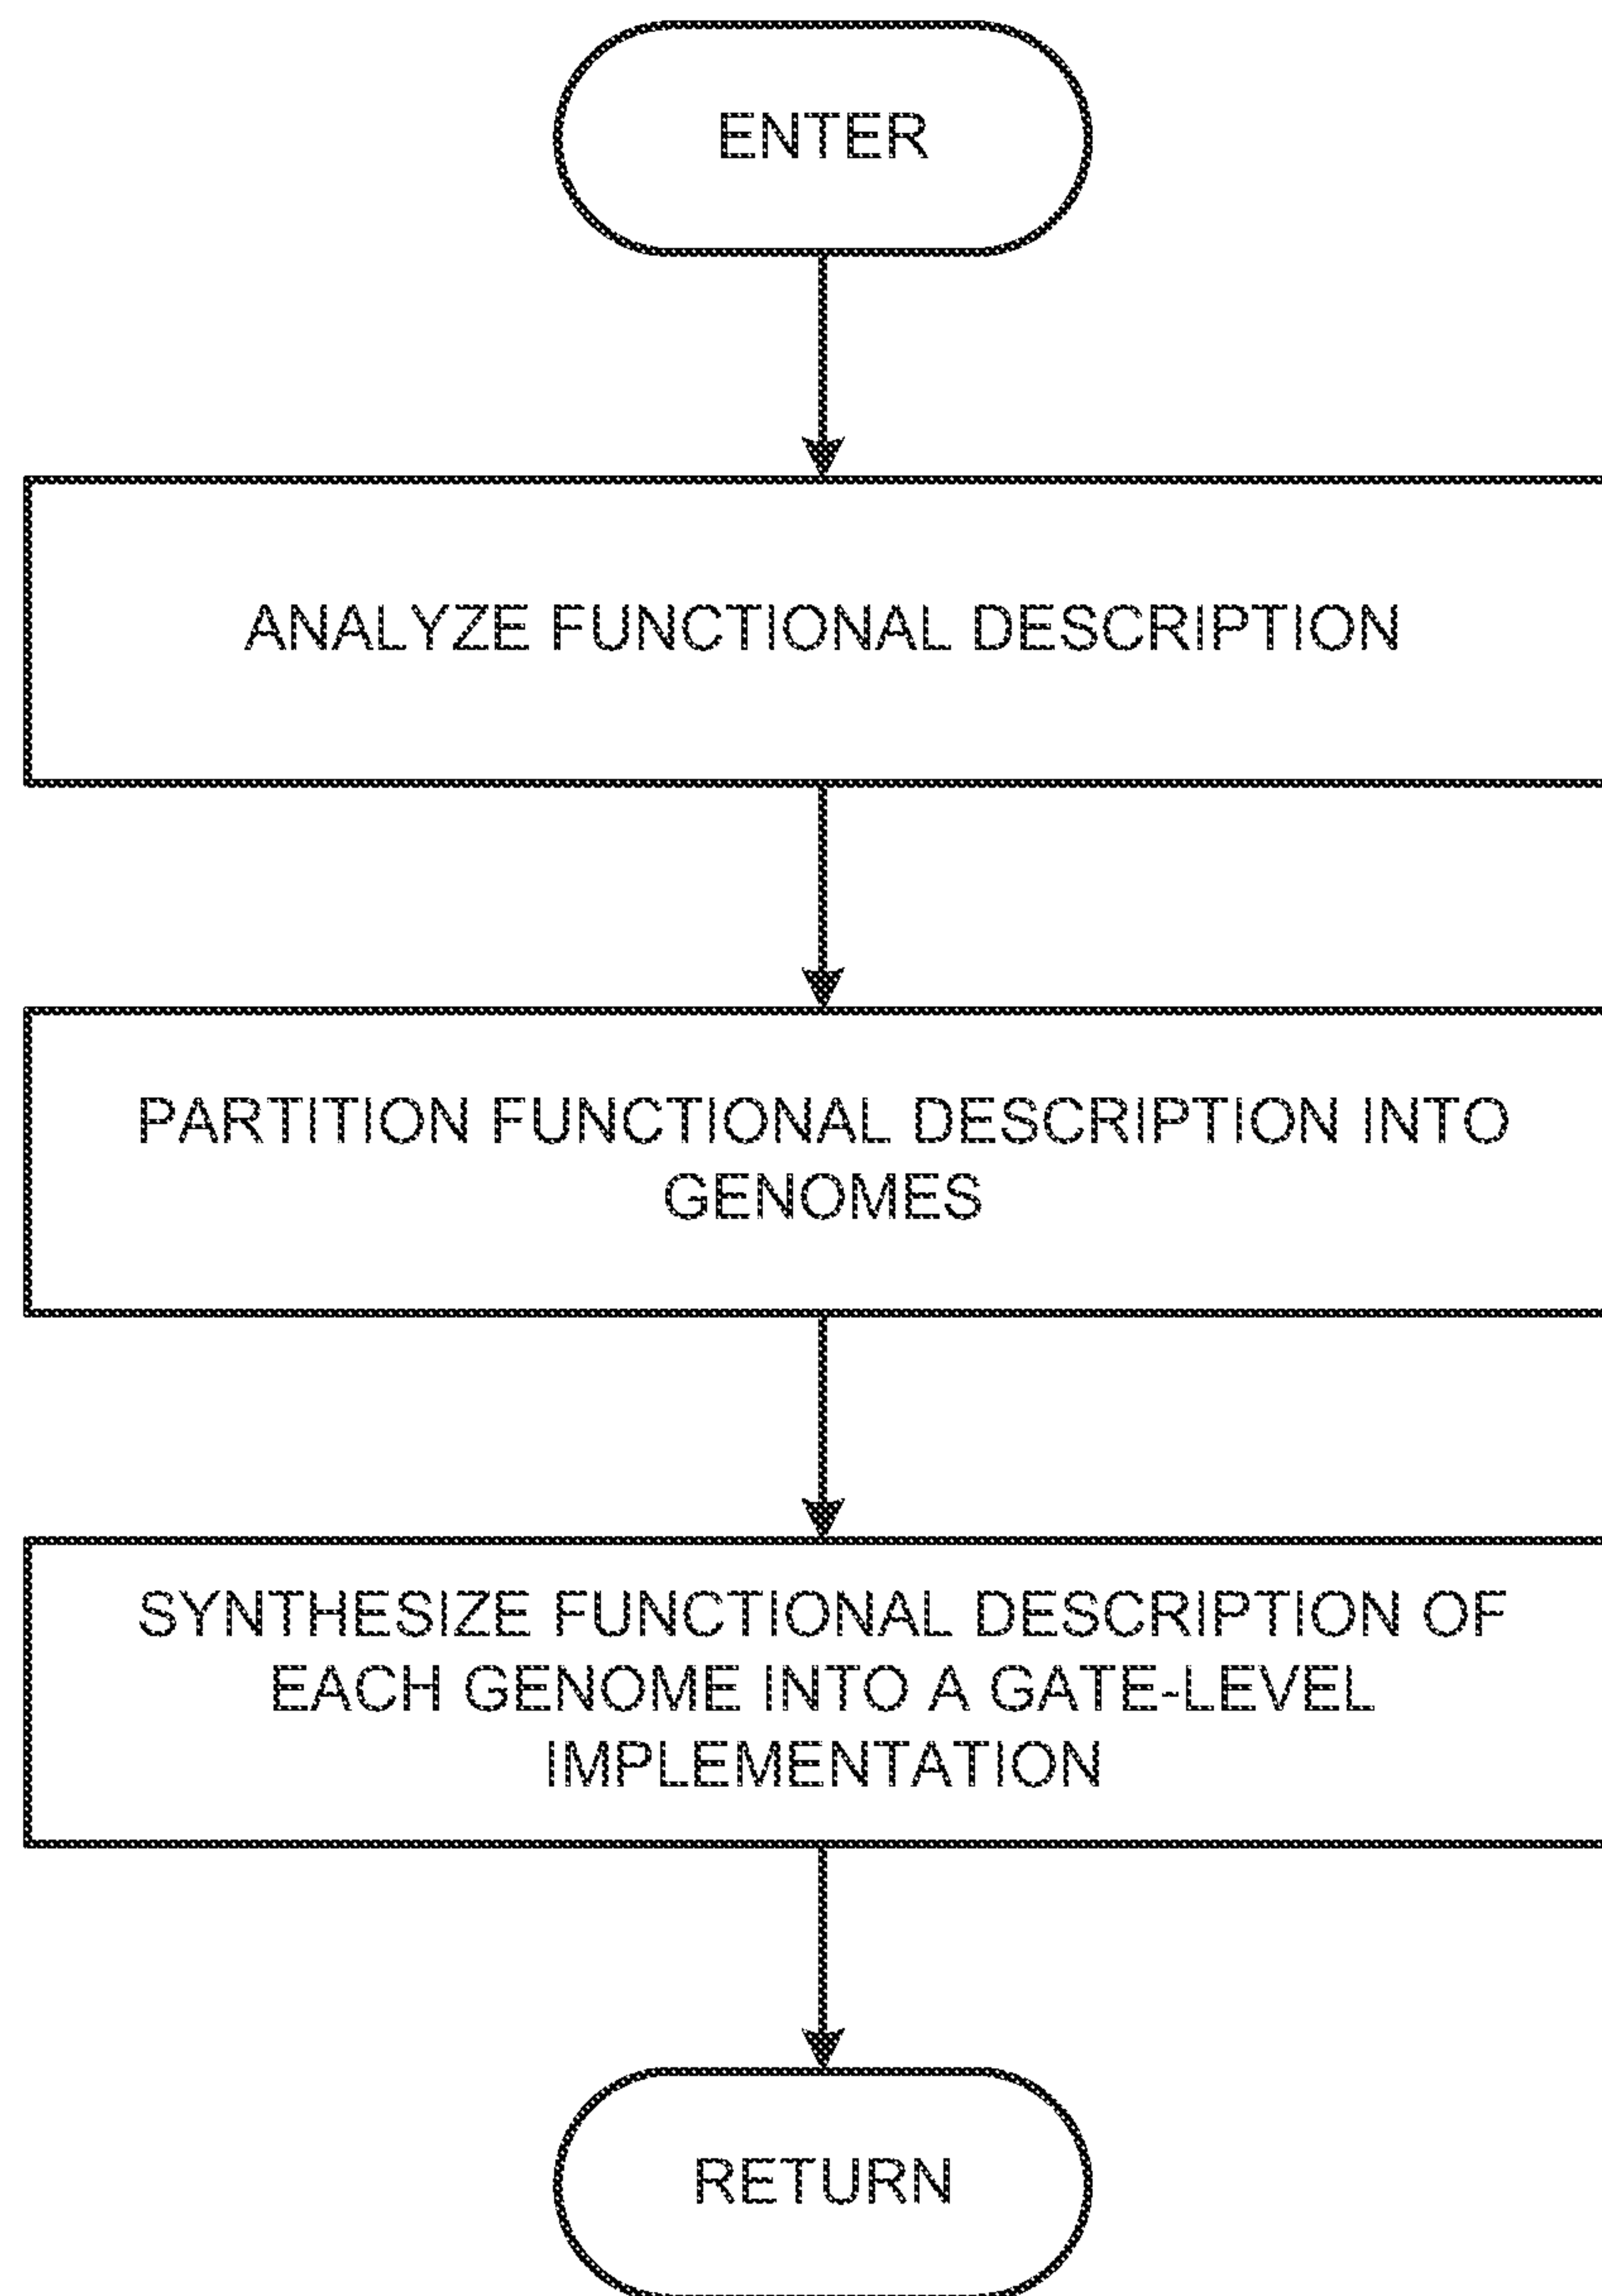 ENTER
ANALYZE FUNCTIONAL DESCRIPTION
PARTITION FUNCTIONAL DESCRIPTION INTO
GENOMES
SYNTHESIZE FUNCTIONAL DESCRIPTION OF
EACH GENOME INTO A GATE-LEVEL
IMPLEMENTATION
RETURN